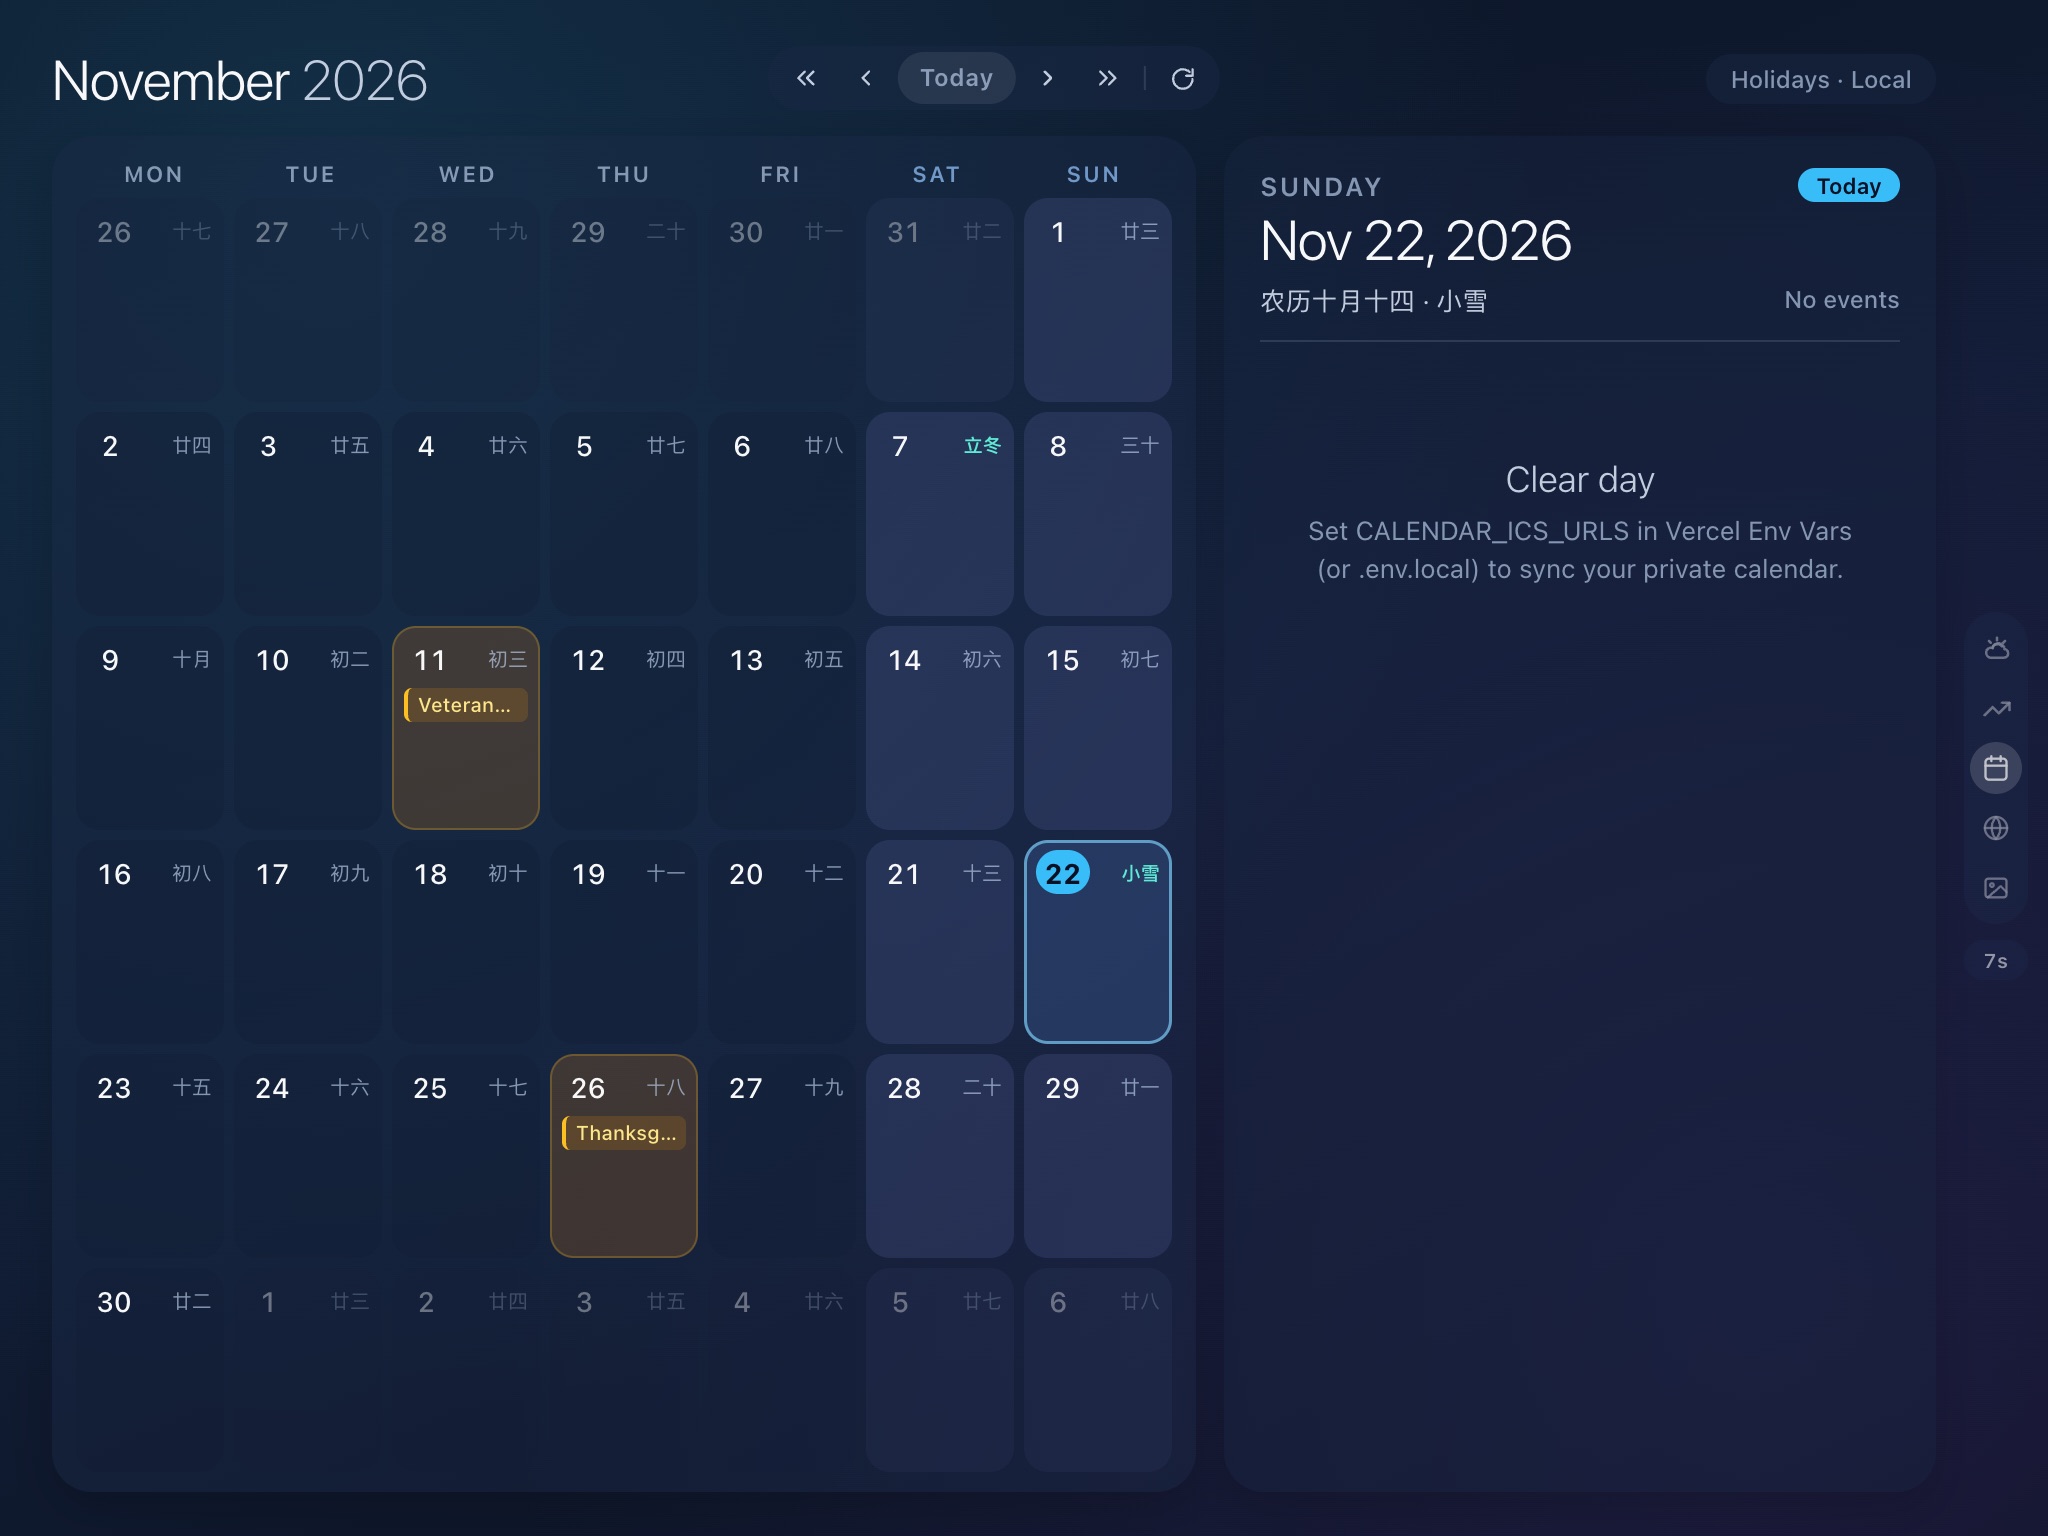 November 2026
Today
Holidays · Local
MON TUE WED THU FRI SAT SUN
26 十七 27 十八 28 十九 29 二十 30 廿一 31 廿二 1 廿三
2 廿四 3 廿五 4 廿六 5 廿七 6 廿八 7 立冬 8 三十
9 十月 10 初二 11 初三 12 初四 13 初五 14 初六 15 初七
Veteran...
16 初八 17 初九 18 初十 19 十一 20 十二 21 十三 22 小雪
23 十五 24 十六 25 十七 26 十八 27 十九 28 二十 29 廿一
Thanksg...
30 廿二 1 廿三 2 廿四 3 廿五 4 廿六 5 廿七 6 廿八
SUNDAY
Today
Nov 22, 2026
农历十月十四 · 小雪
No events
Clear day
Set CALENDAR_ICS_URLS in Vercel Env Vars
(or .env.local) to sync your private calendar.
7s